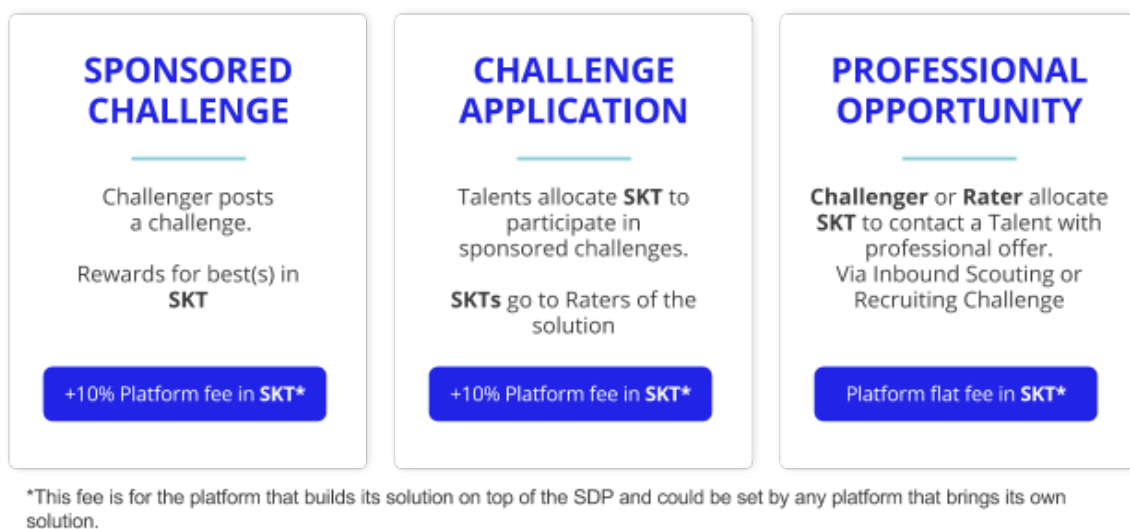 SPONSORED
CHALLENGE
Challenger posts
a challenge.
Rewards for best(s) in
SKT
+10% Platform fee in SKT*
CHALLENGE
APPLICATION
Talents allocate SKT to
participate in
sponsored challenges.
SKTs go to Raters of the
solution
+10% Platform fee in SKT*
PROFESSIONAL
OPPORTUNITY
Challenger or Rater allocate
SKT to contact a Talent with
professional offer.
Via Inbound Scouting or
Recruiting Challenge
Platform flat fee in SKT*
*This fee is for the platform that builds its solution on top of the SDP and could be set by any platform that brings its own
solution.